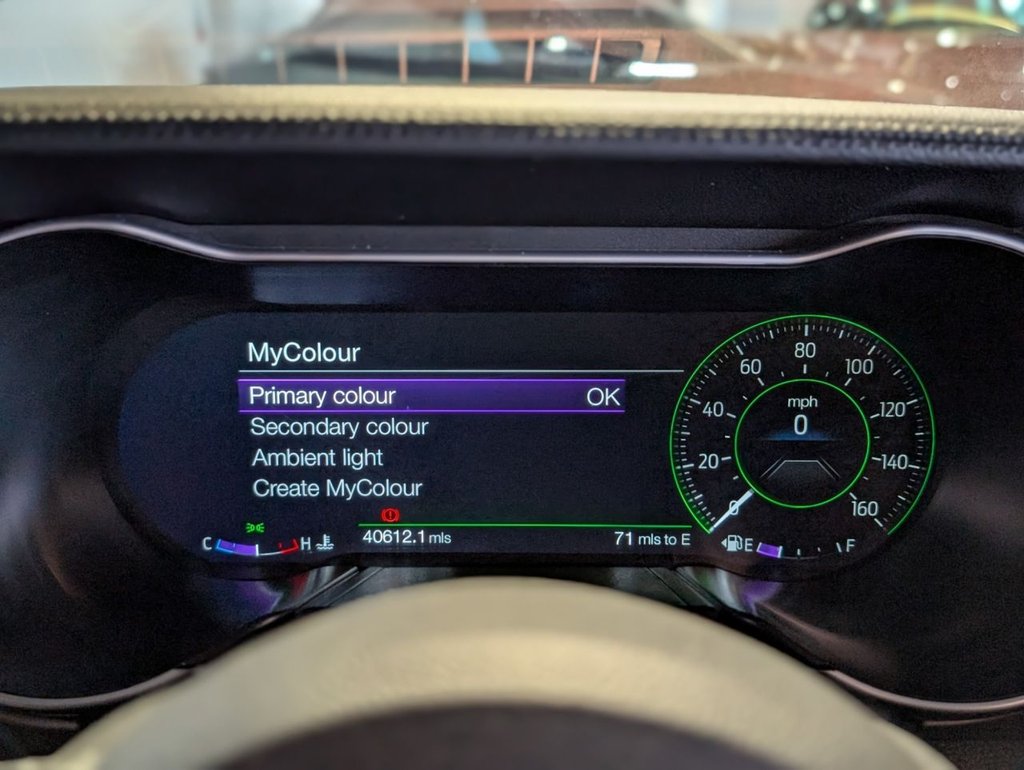 MyColour
Primary colour OK
Secondary colour
Ambient light
Create MyColour
40612.1 mls
71 mls to E
C H
mph
0
0 20 40 60 80 100 120 140 160
E F